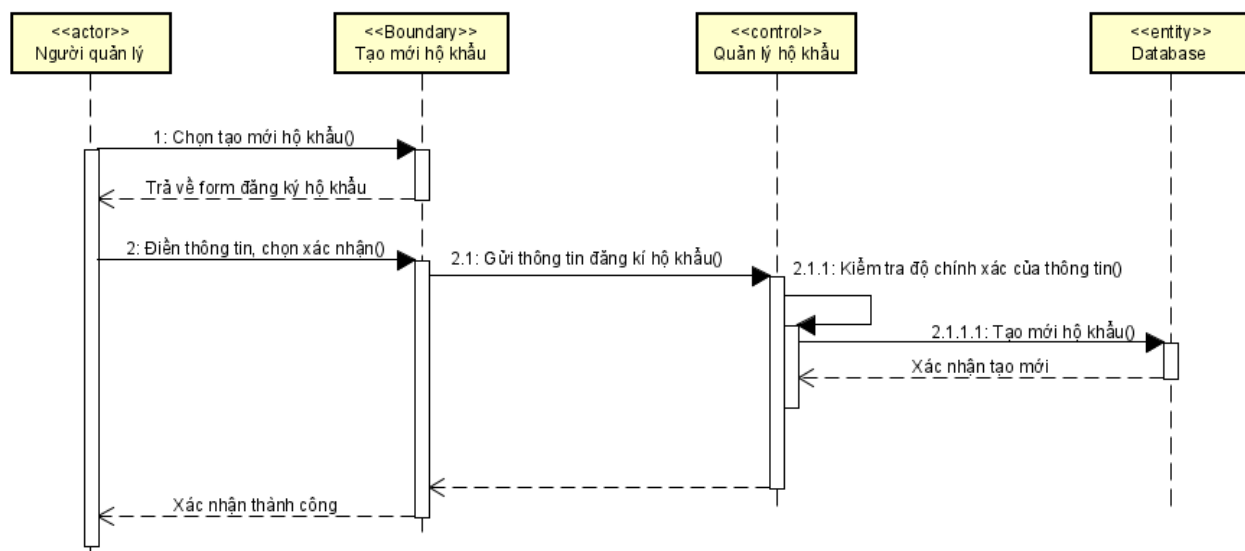 <<actor>>
Người quản lý
<<Boundary>>
Tạo mới hộ khẩu
<<control>>
Quản lý hộ khẩu
<<entity>>
Database
1: Chọn tạo mới hộ khẩu()
Trả về form đăng ký hộ khẩu
2: Điền thông tin, chọn xác nhận()
2.1: Gửi thông tin đăng kí hộ khẩu()
2.1.1: Kiểm tra độ chính xác của thông tin()
2.1.1.1: Tạo mới hộ khẩu()
Xác nhận tạo mới
Xác nhận thành công